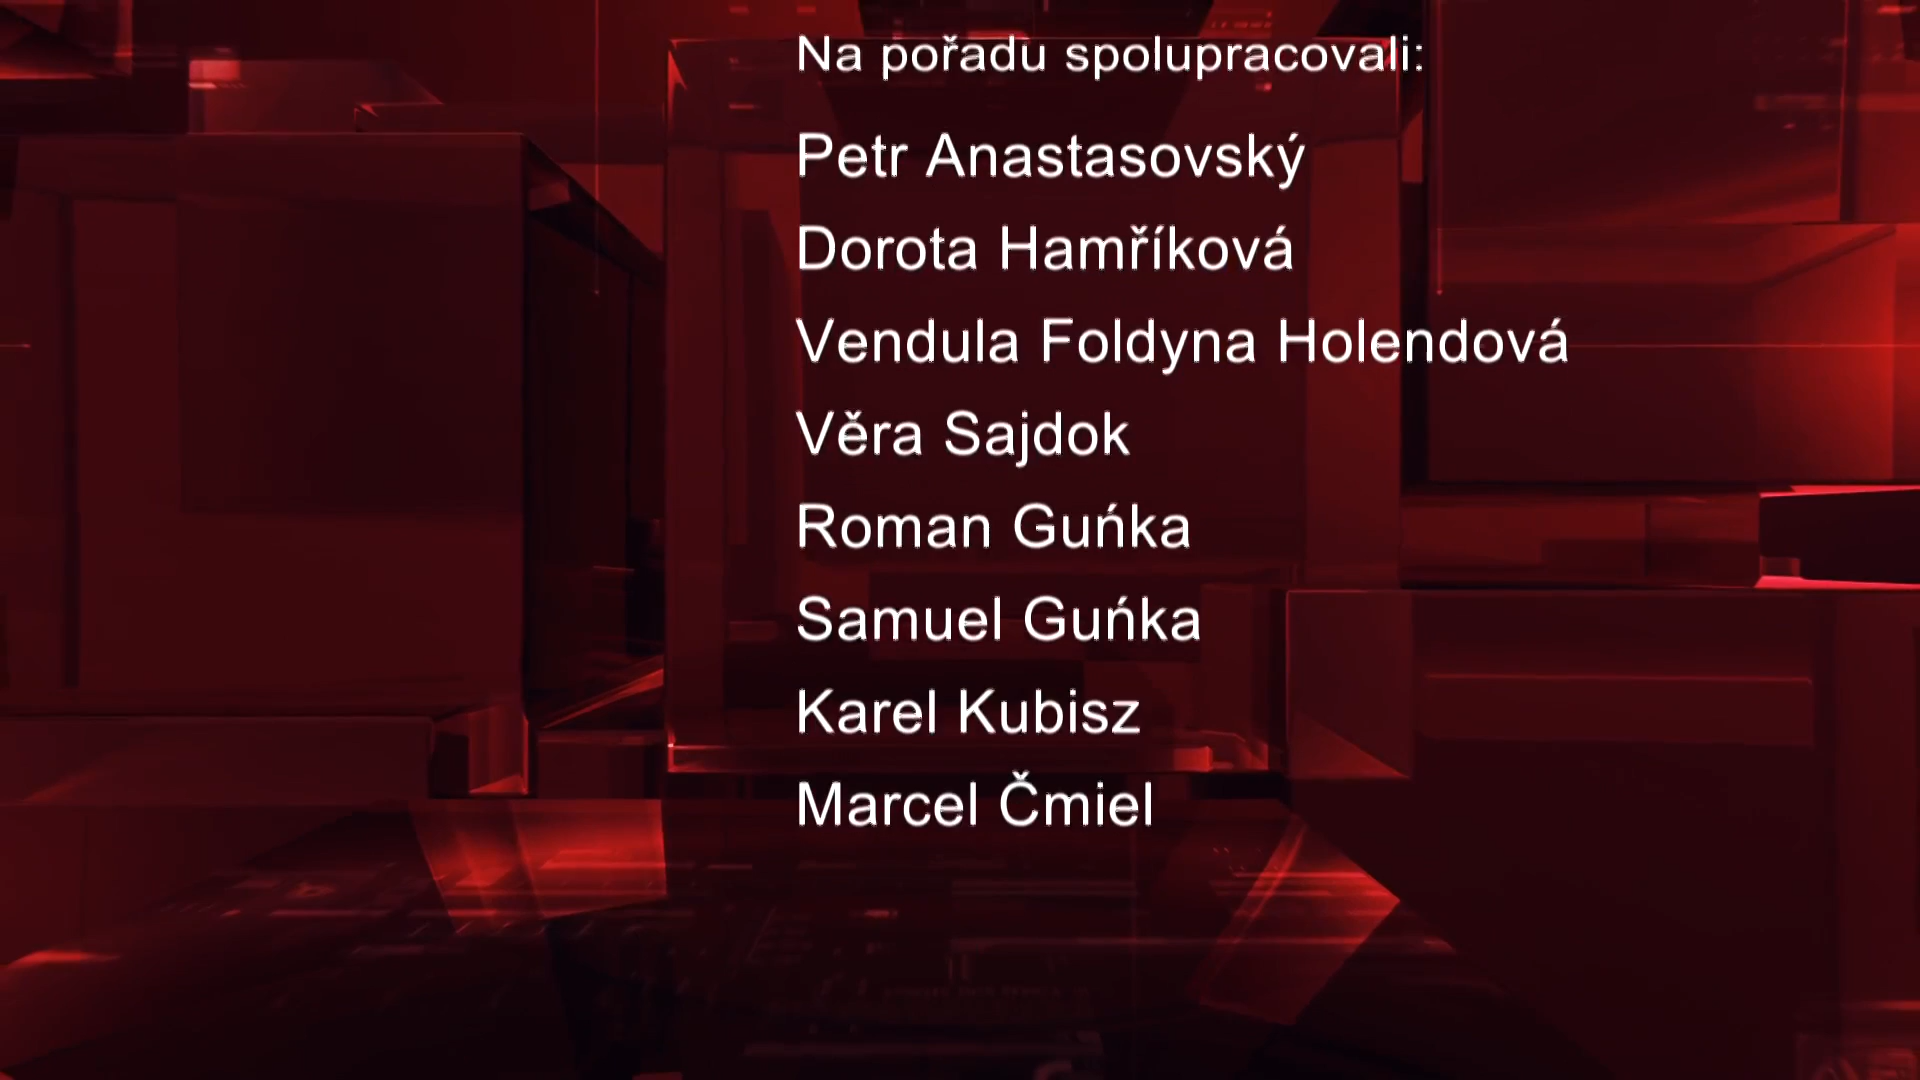 Na pořadu spolupracovali:
Petr Anastasovský
Dorota Hamříková
Vendula Foldyna Holendová
Věra Sajdok
Roman Guńka
Samuel Guńka
Karel Kubisz
Marcel Čmiel